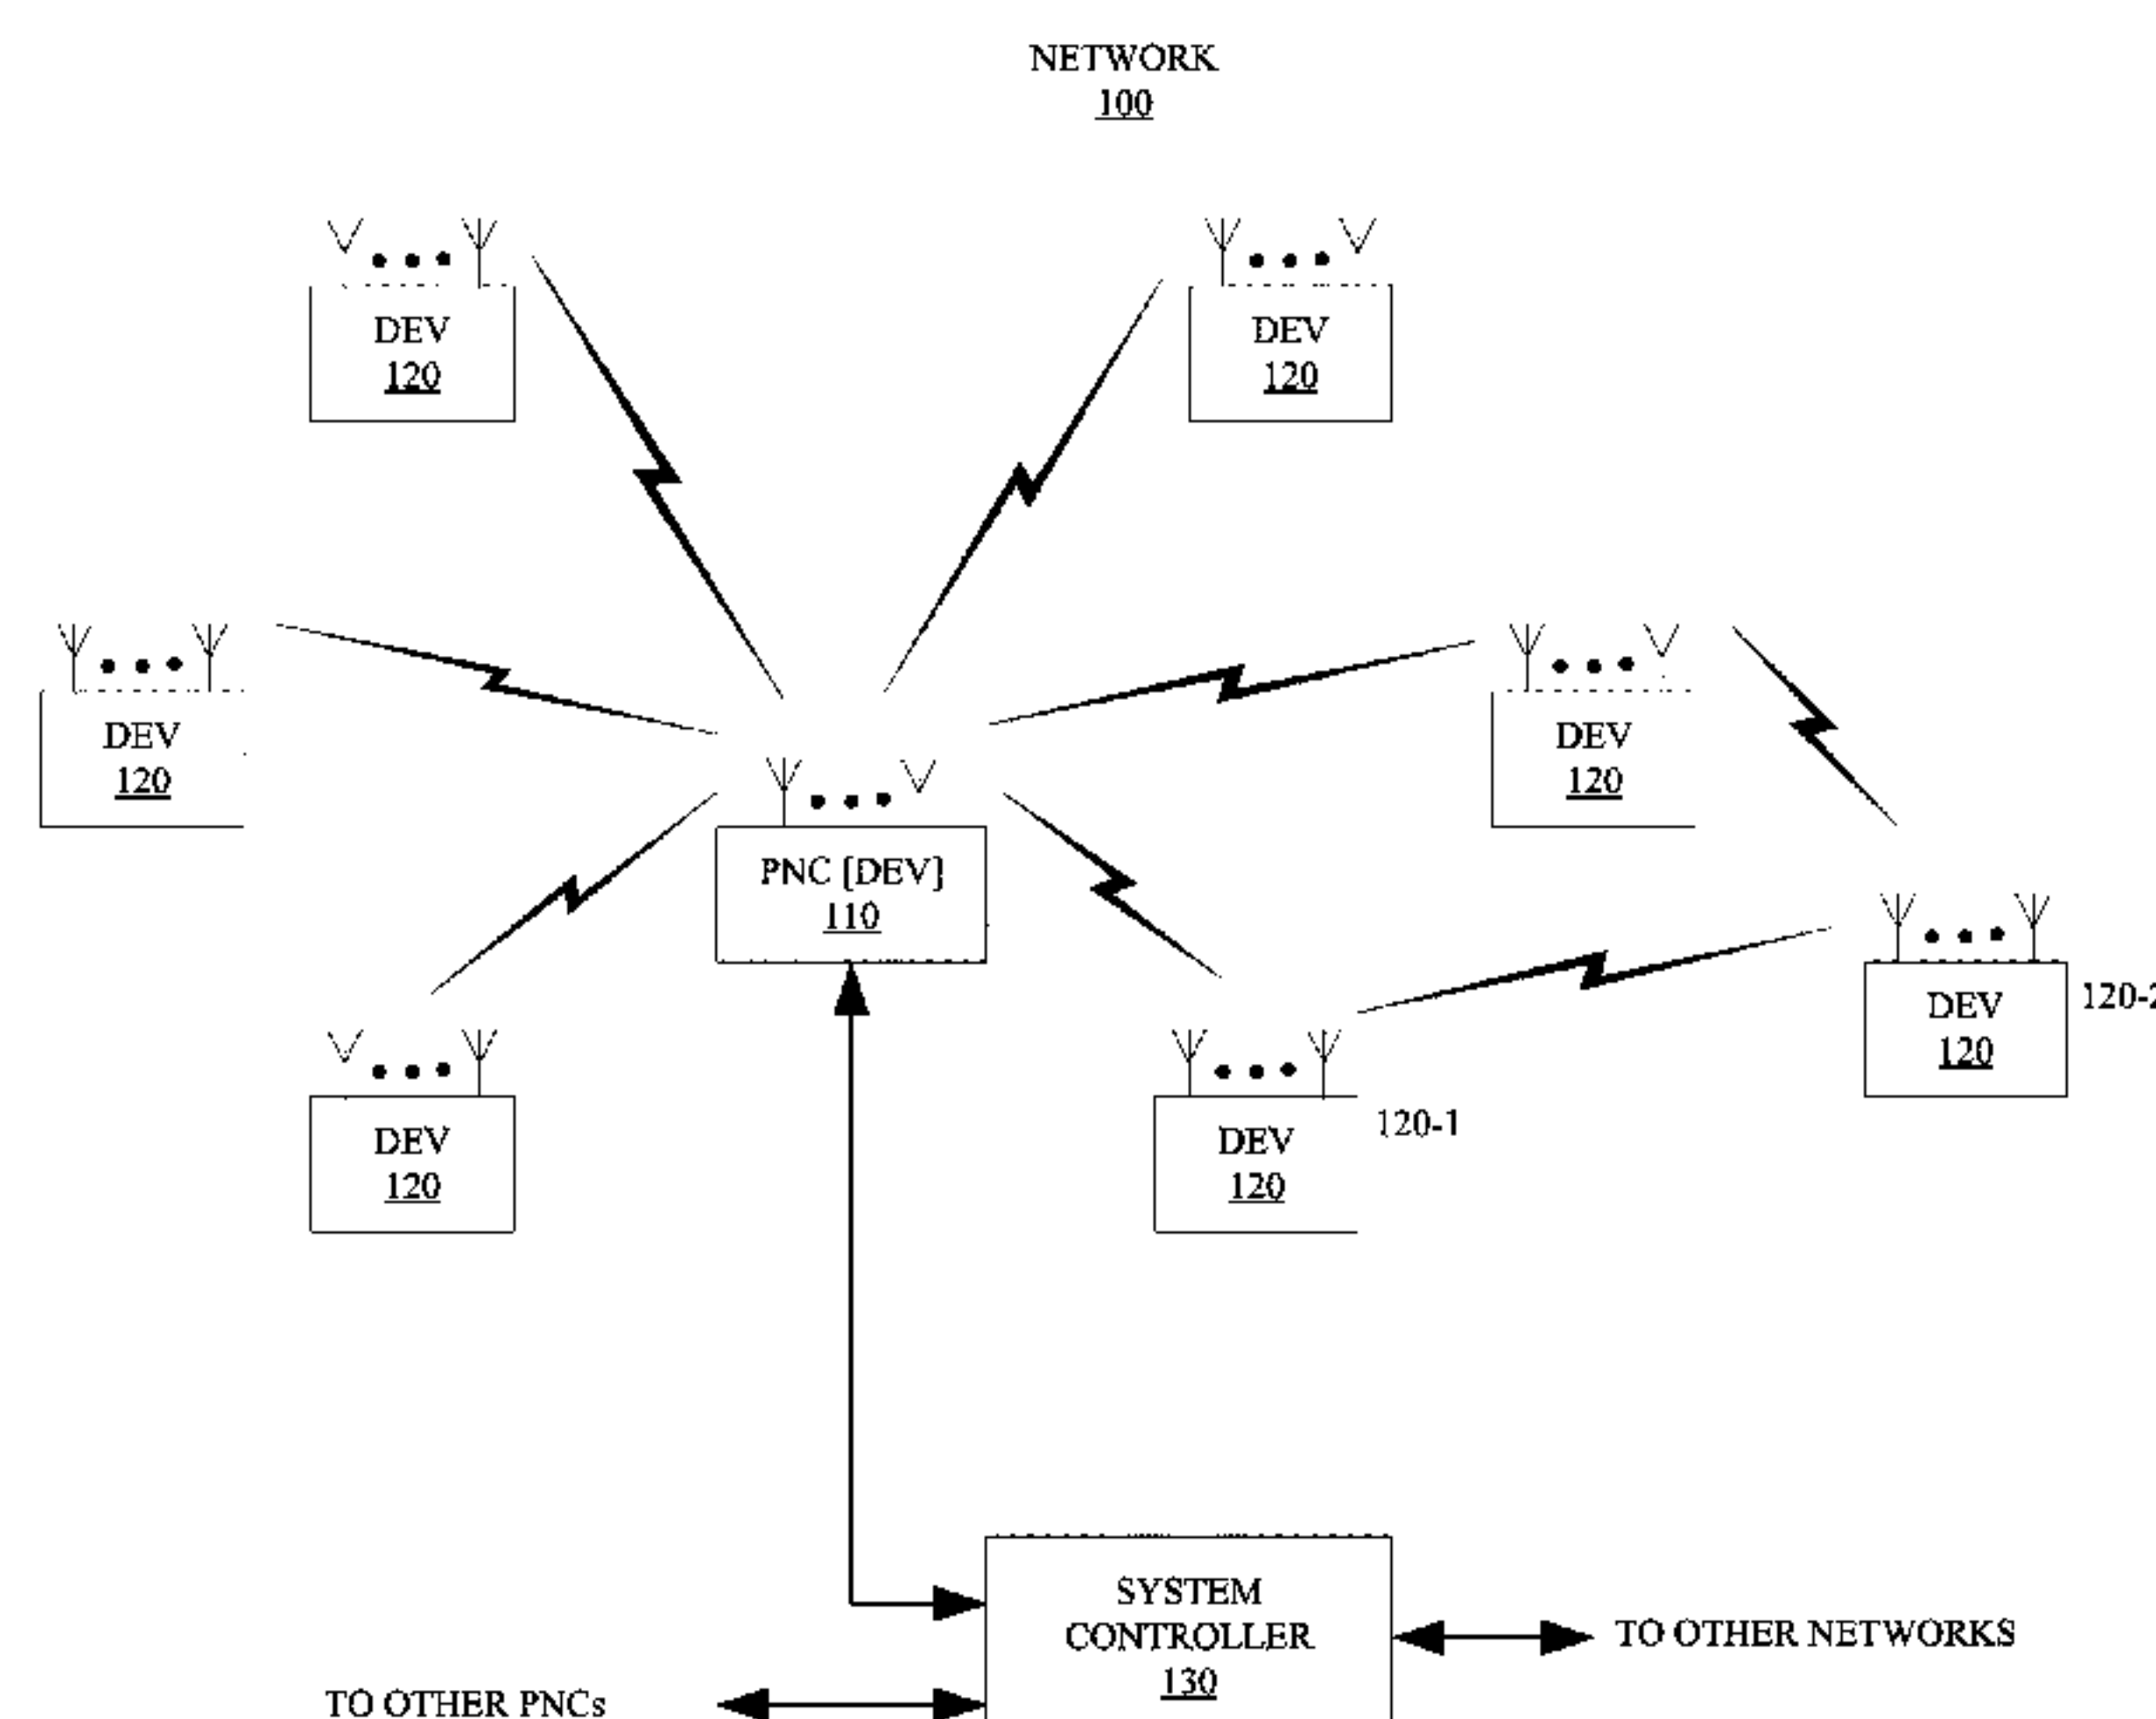 NETWORK
100
DEV
120
DEV
120
DEV
120
DEV
120
PNC [DEV]
110
DEV
120
120-2
DEV
120
DEV
120
120-1
SYSTEM
CONTROLLER
130
TO OTHER NETWORKS
TO OTHER PNCs